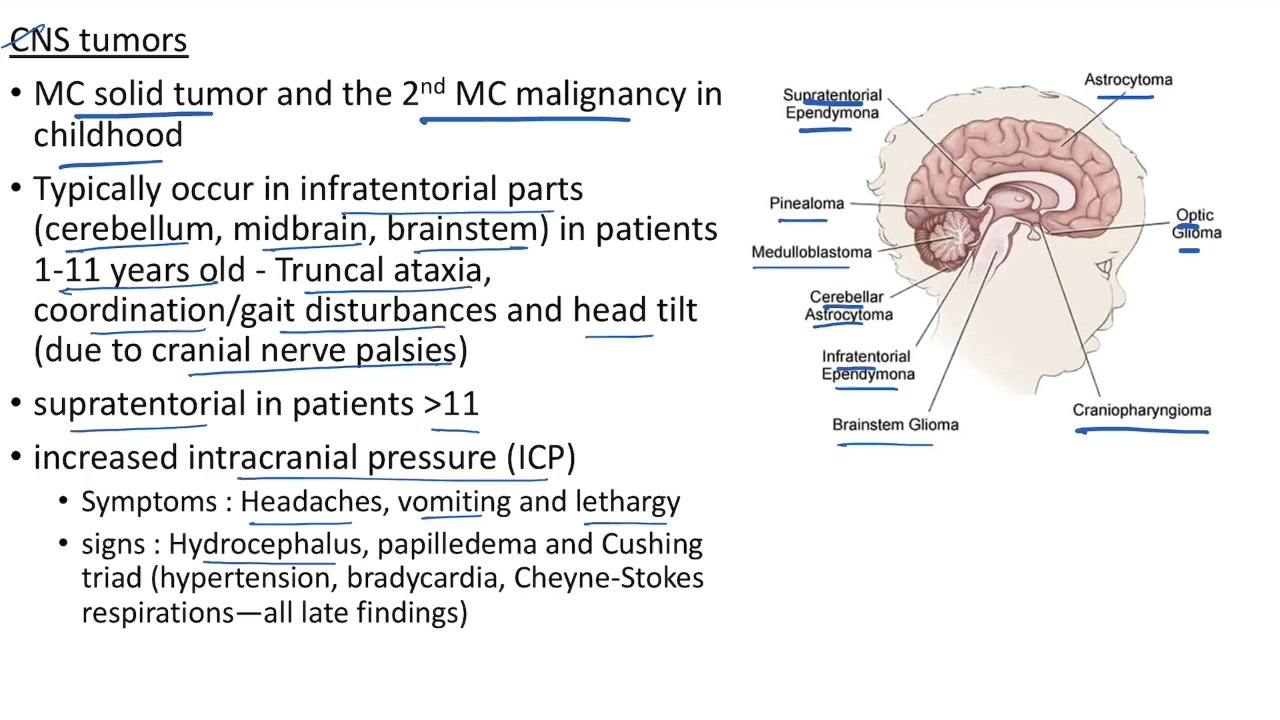 CNS tumors
• MC solid tumor and the 2nd MC malignancy in
childhood
• Typically occur in infratentorial parts
(cerebellum, midbrain, brainstem) in patients
1-11 years old - Truncal ataxia,
coordination/gait disturbances and head tilt
(due to cranial nerve palsies)
• supratentorial in patients >11
• increased intracranial pressure (ICP)
• Symptoms : Headaches, vomiting and lethargy
• signs : Hydrocephalus, papilledema and Cushing
triad (hypertension, bradycardia, Cheyne-Stokes
respirations—all late findings)
Astrocytoma
Supratentorial
Ependymona
Pinealoma
Optic
Glioma
Medulloblastoma
Cerebellar
Astrocytoma
Infratentorial
Ependymona
Brainstem Glioma
Craniopharyngioma